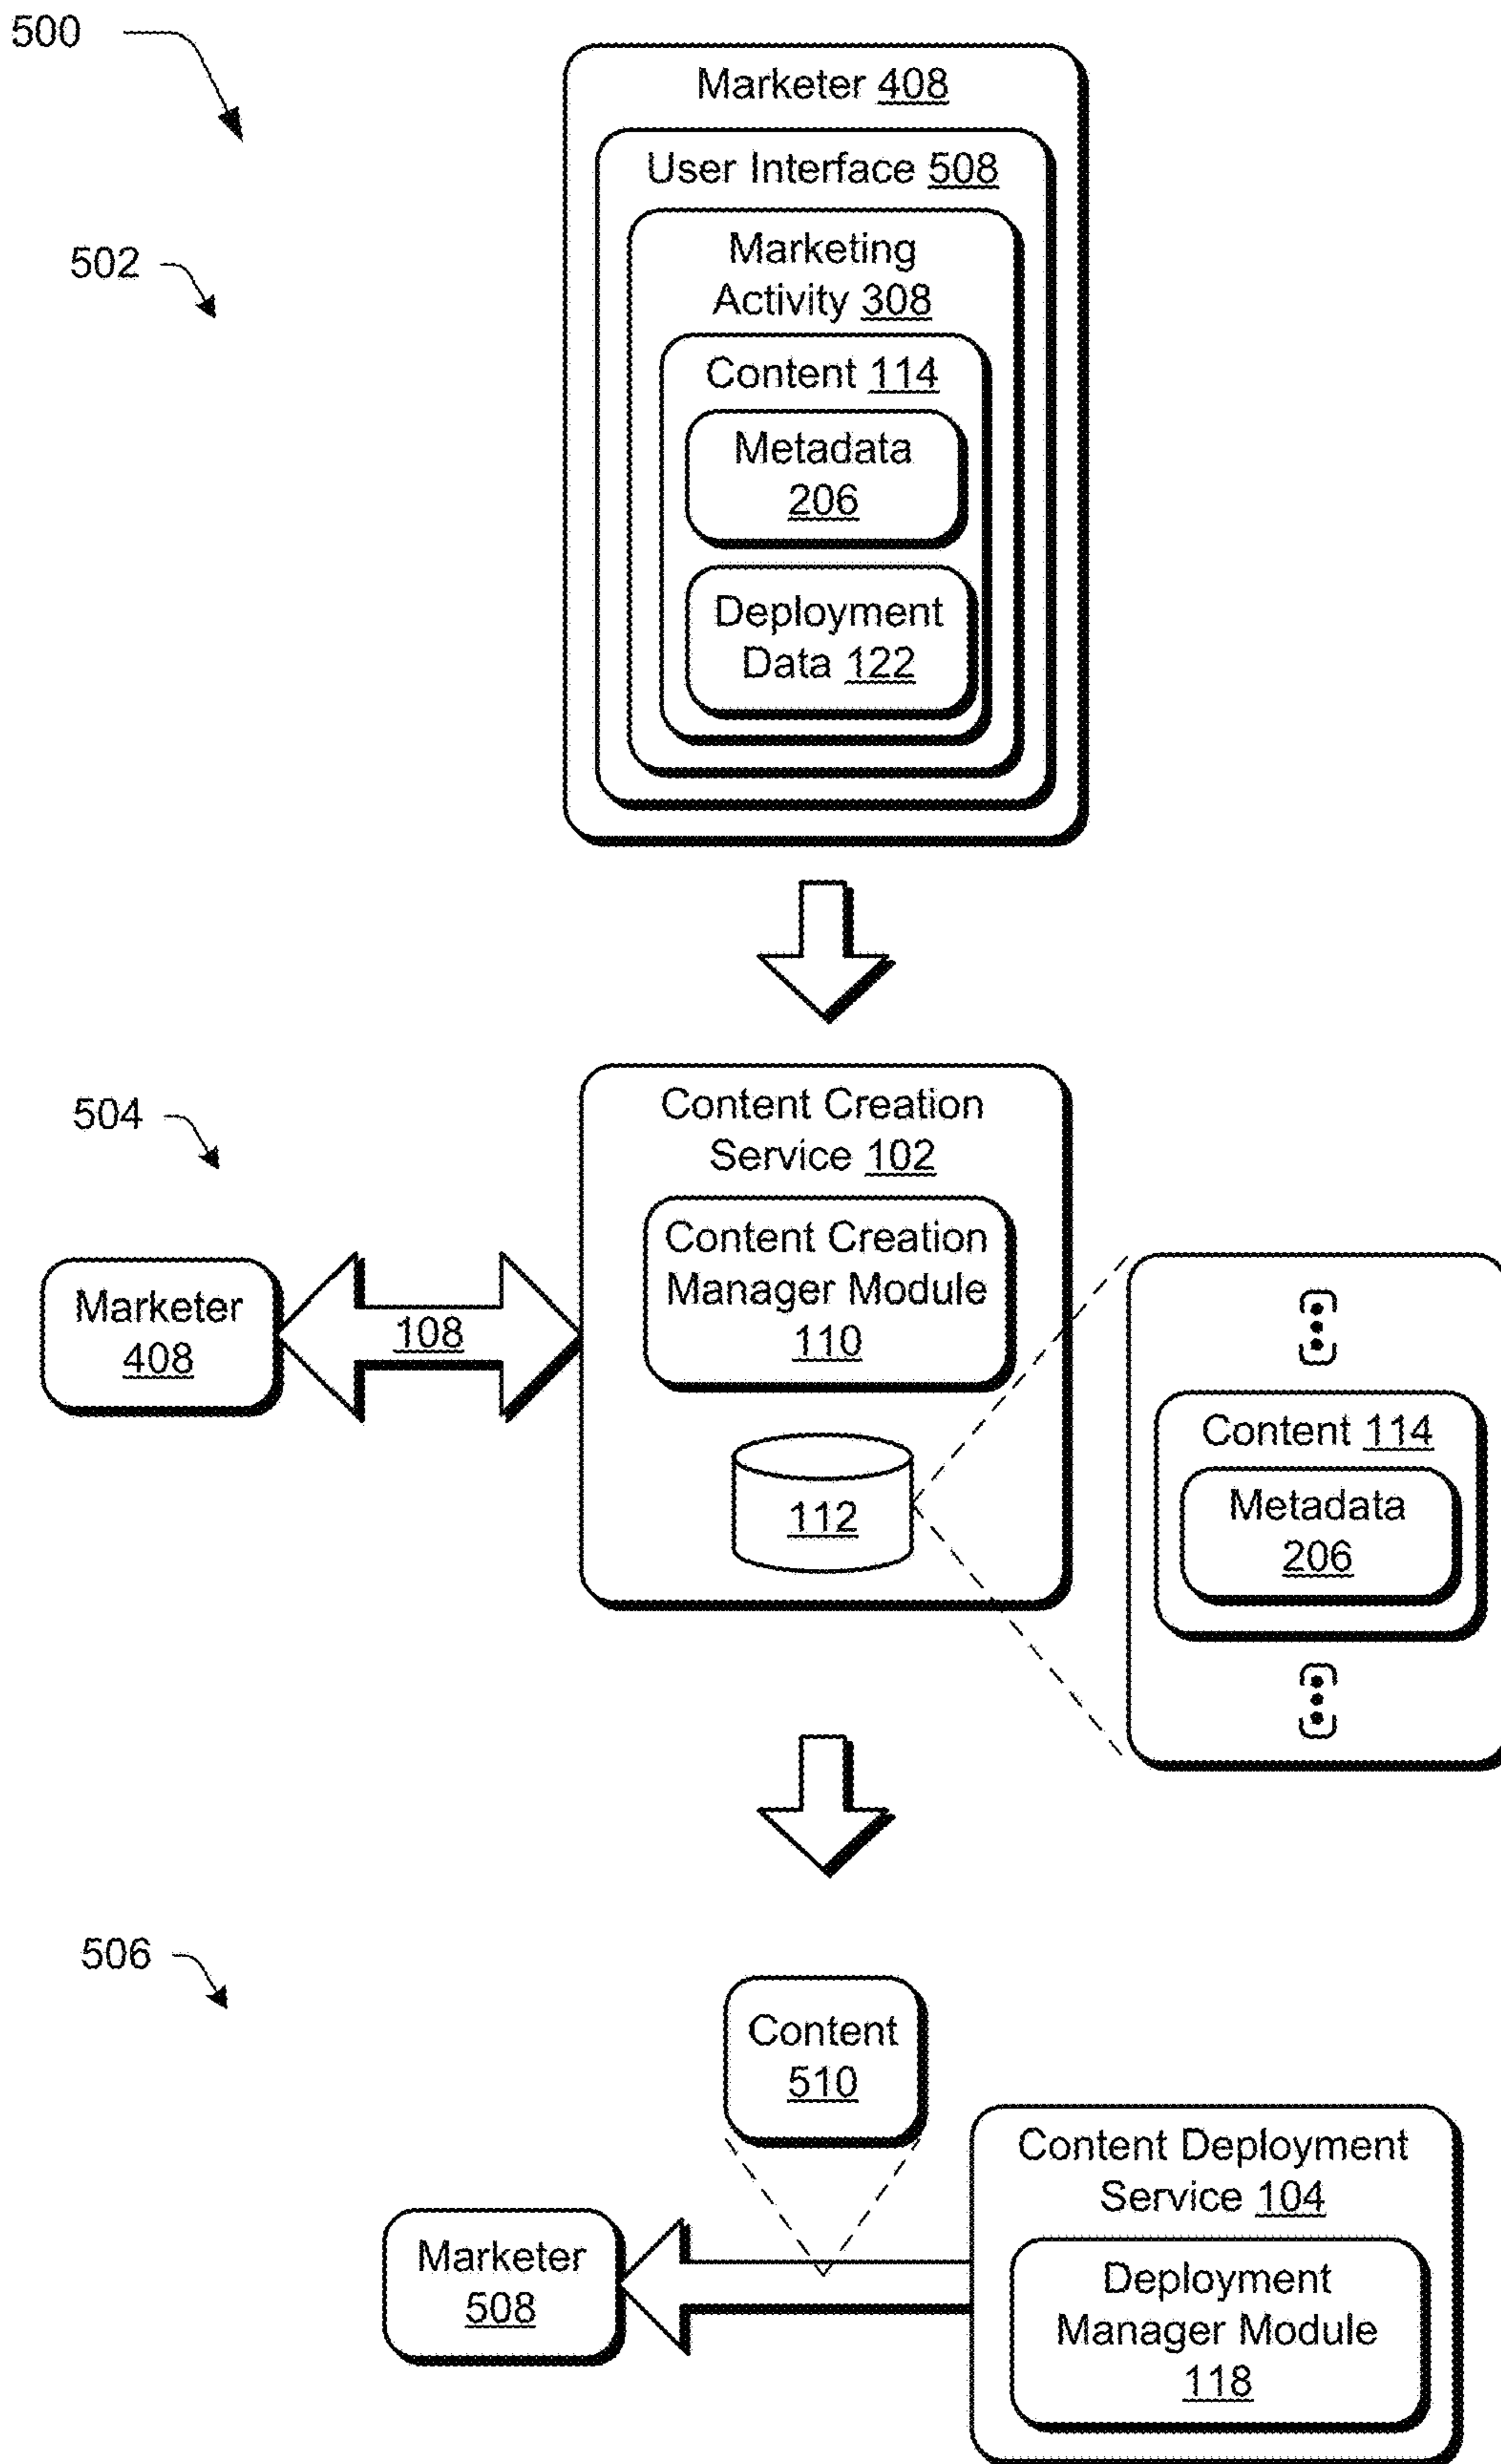 500
Marketer 408
User Interface 508
502
Marketing
Activity 308
Content 114
Metadata
206
Deployment
Data 122
504
Content Creation
Service 102
Content Creation
Manager Module
110
Marketer
408
108
112
Content 114
Metadata
206
506
Content
510
Content Deployment
Service 104
Marketer
508
Deployment
Manager Module
118